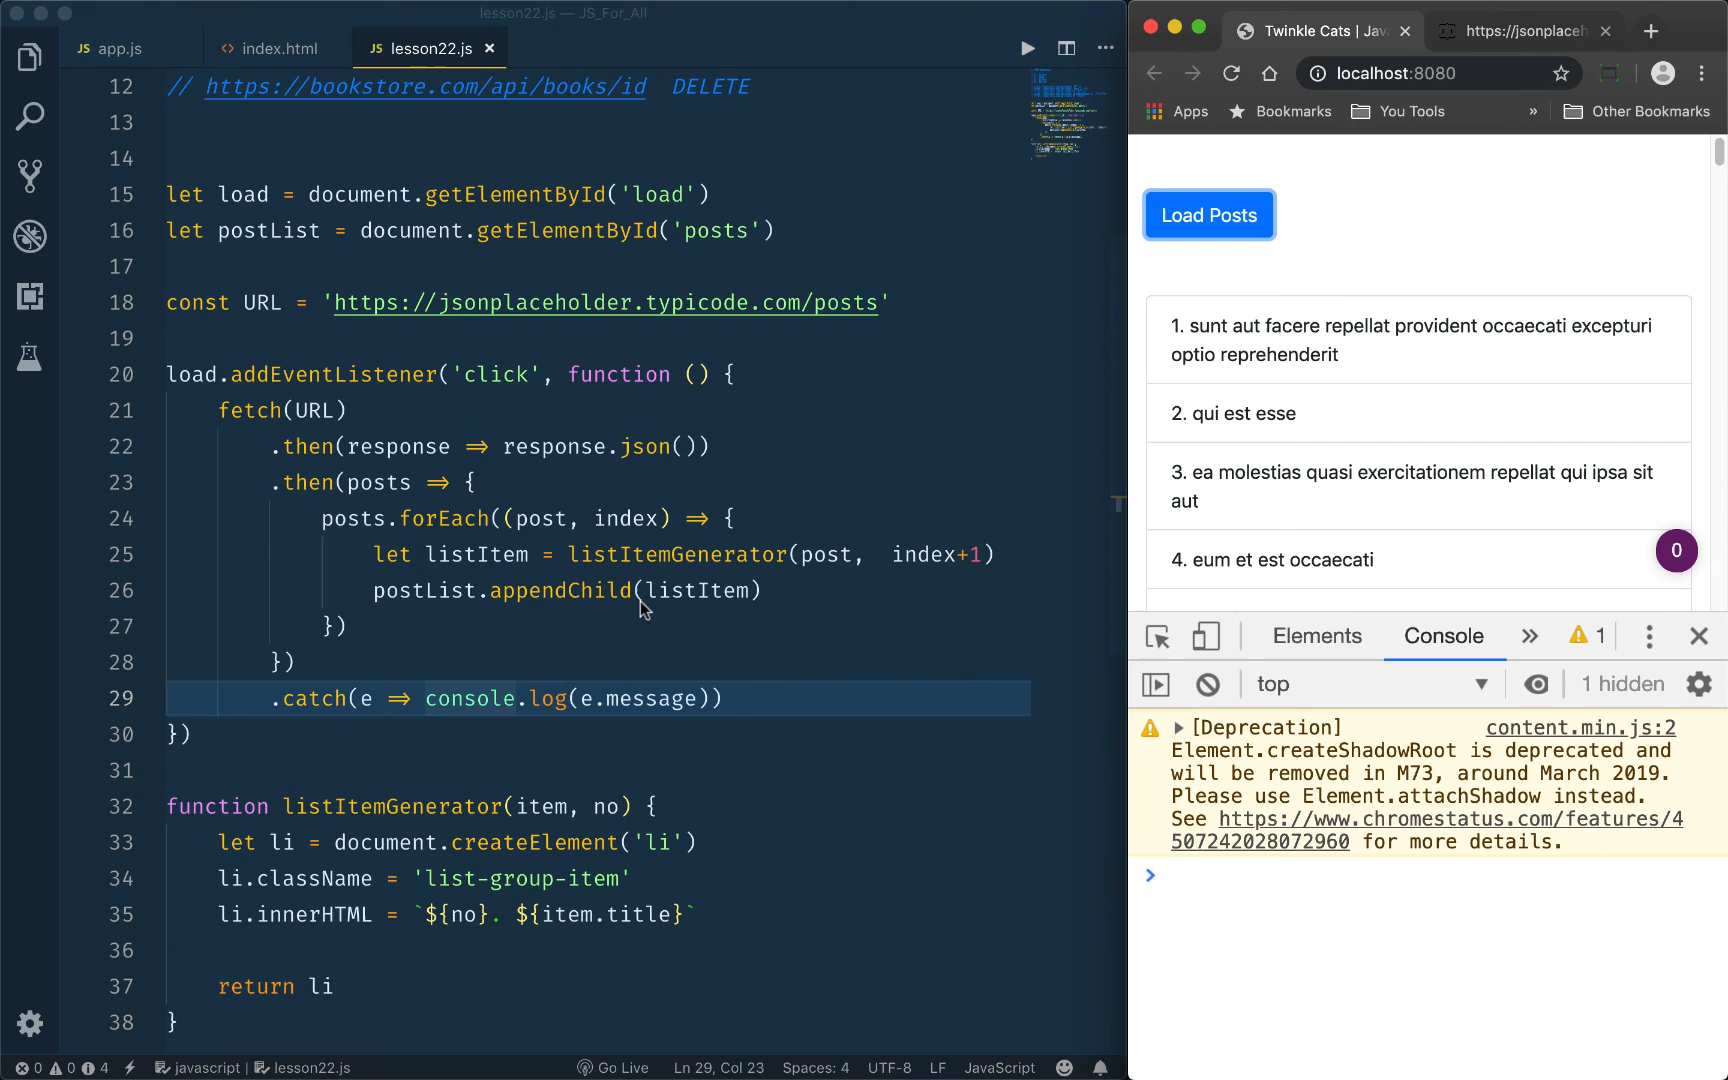 lesson22.js — JS_For_All
JS app.js
<> index.html
JS lesson22.js ×
12 // https://bookstore.com/api/books/id  DELETE
13
14
15 let load = document.getElementById('load')
16 let postList = document.getElementById('posts')
17
18 const URL = 'https://jsonplaceholder.typicode.com/posts'
19
20 load.addEventListener('click', function () {
21     fetch(URL)
22         .then(response => response.json())
23         .then(posts => {
24             posts.forEach((post, index) => {
25                 let listItem = listItemGenerator(post,  index+1)
26                 postList.appendChild(listItem)
27             })
28         })
29         .catch(e => console.log(e.message))
30 })
31
32 function listItemGenerator(item, no) {
33     let li = document.createElement('li')
34     li.className = 'list-group-item'
35     li.innerHTML = `${no}. ${item.title}`
36
37     return li
38 }
0 0 4 javascript | lesson22.js Go Live Ln 29, Col 23 Spaces: 4 UTF-8 LF JavaScript
Twinkle Cats | Jav
https://jsonplaceh
localhost:8080
Apps Bookmarks You Tools » Other Bookmarks
Load Posts
1. sunt aut facere repellat provident occaecati excepturi
optio reprehenderit
2. qui est esse
3. ea molestias quasi exercitationem repellat qui ipsa sit
aut
4. eum et est occaecati
0
Elements Console » 1
top 1 hidden
[Deprecation] content.min.js:2
Element.createShadowRoot is deprecated and
will be removed in M73, around March 2019.
Please use Element.attachShadow instead.
See https://www.chromestatus.com/features/4
507242028072960 for more details.